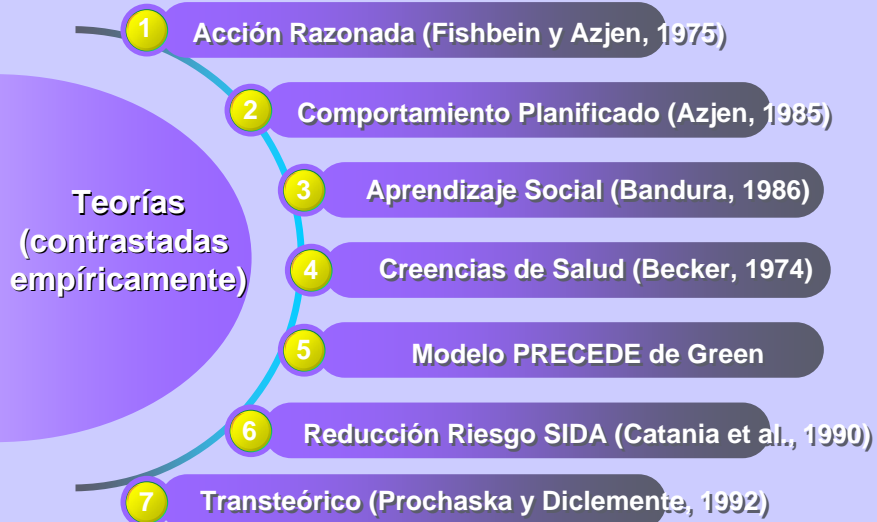 1 Acción Razonada (Fishbein y Azjen, 1975)
2 Comportamiento Planificado (Azjen, 1985)
3 Aprendizaje Social (Bandura, 1986)
Teorías
(contrastadas
empíricamente)
4 Creencias de Salud (Becker, 1974)
5 Modelo PRECEDE de Green
6 Reducción Riesgo SIDA (Catania et al., 1990)
7 Transteórico (Prochaska y Diclemente, 1992)